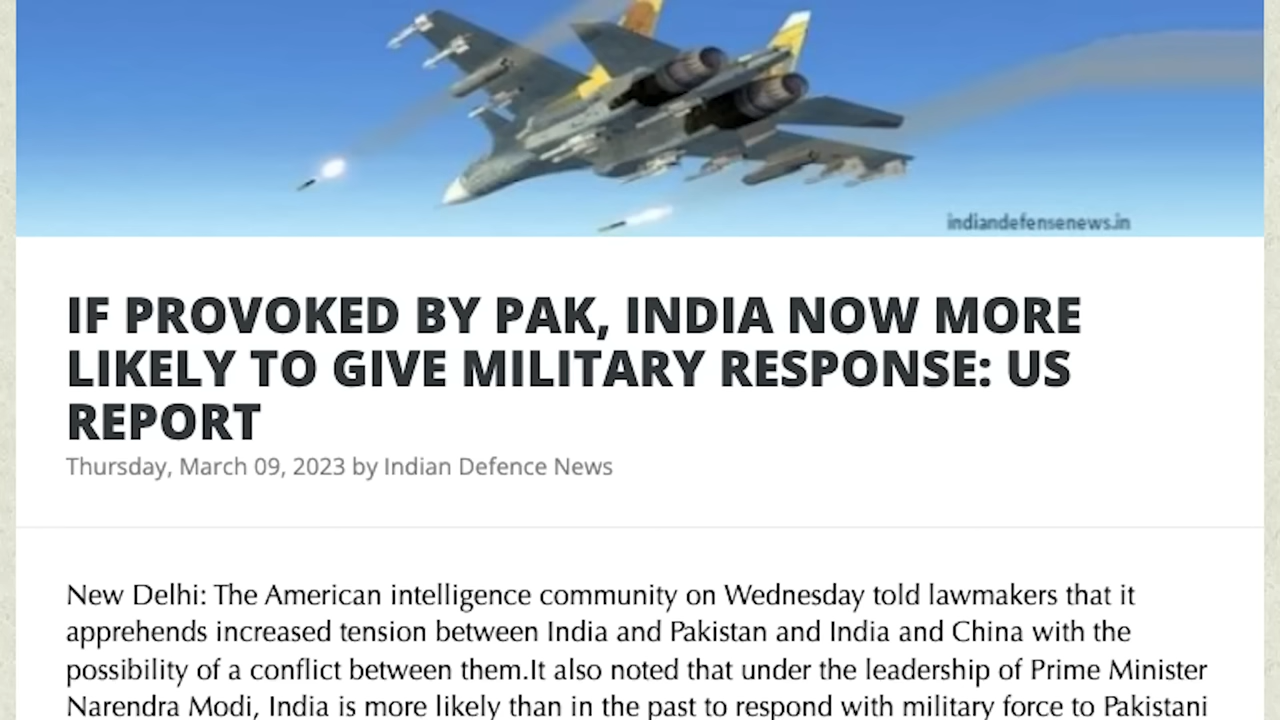 indiandefensenews.in
IF PROVOKED BY PAK, INDIA NOW MORE
LIKELY TO GIVE MILITARY RESPONSE: US
REPORT
Thursday, March 09, 2023 by Indian Defence News
New Delhi: The American intelligence community on Wednesday told lawmakers that it
apprehends increased tension between India and Pakistan and India and China with the
possibility of a conflict between them.It also noted that under the leadership of Prime Minister
Narendra Modi, India is more likely than in the past to respond with military force to Pakistani